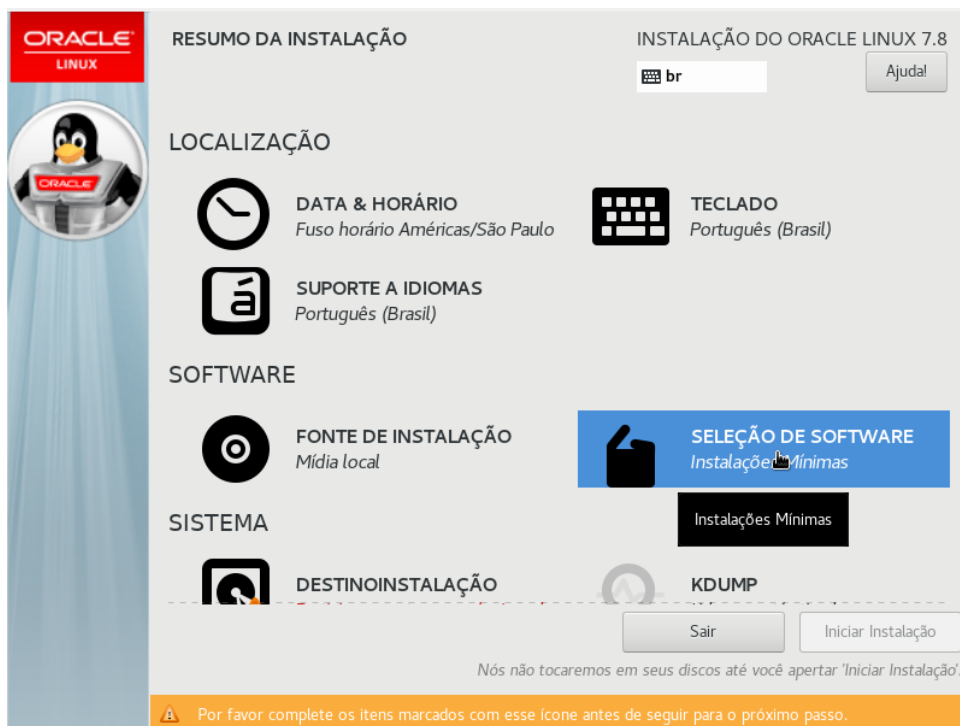 ORACLE
LINUX
RESUMO DA INSTALAÇÃO
INSTALAÇÃO DO ORACLE LINUX 7.8
br
Ajuda!
LOCALIZAÇÃO
DATA & HORÁRIO
Fuso horário Américas/São Paulo
TECLADO
Português (Brasil)
ORACLE
á
SUPORTE A IDIOMAS
Português (Brasil)
SOFTWARE
FONTE DE INSTALAÇÃO
Mídia local
SELEÇÃO DE SOFTWARE
Instalações Mínimas
Instalações Mínimas
SISTEMA
DESTINOINSTALAÇÃO
KDUMP
Sair
Iniciar Instalação
Nós não tocaremos em seus discos até você apertar 'Iniciar Instalação'.
Por favor complete os itens marcados com esse ícone antes de seguir para o próximo passo.